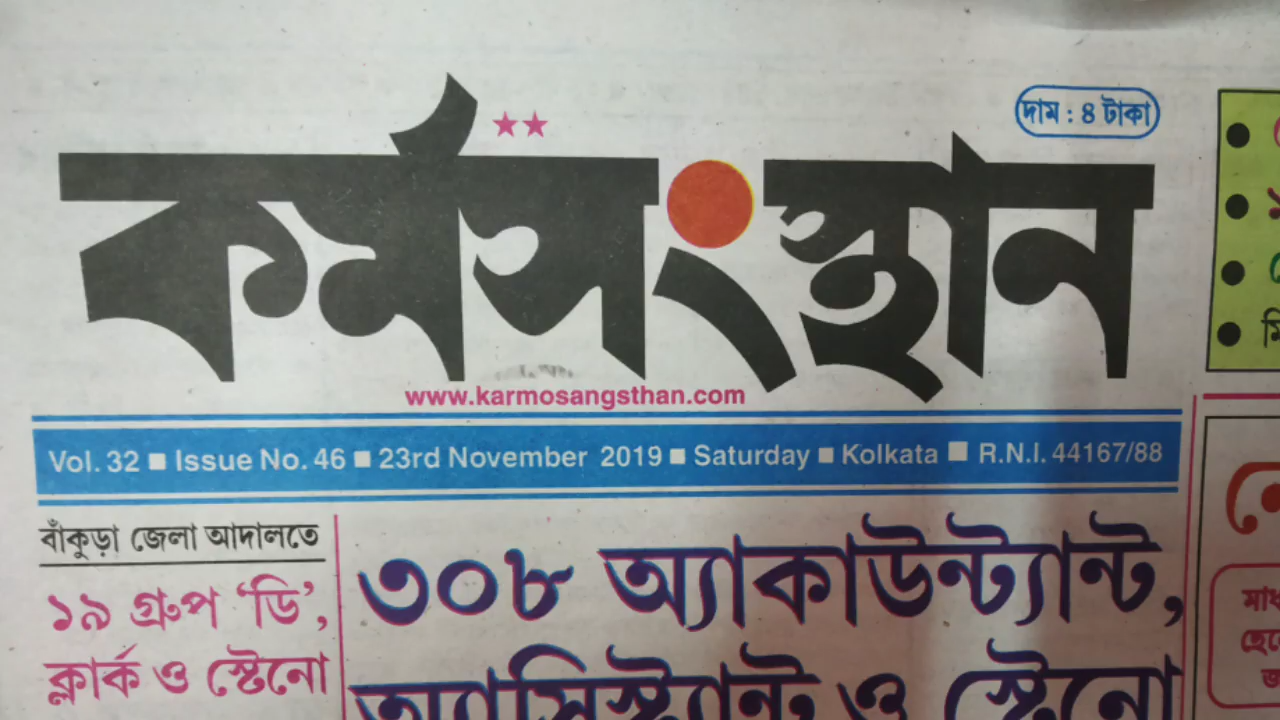 দাম : ৪ টাকা
কর্মসংস্থান
www.karmosangsthan.com
Vol. 32 ■ Issue No. 46 ■ 23rd November 2019 ■ Saturday ■ Kolkata ■ R.N.I. 44167/88
বাঁকুড়া জেলা আদালতে
১৯ গ্রুপ ‘ডি’,
ক্লার্ক ও স্টেনো
৩০৮ অ্যাকাউন্ট্যান্ট,
অ্যাসিস্ট্যান্ট ও স্টেনো